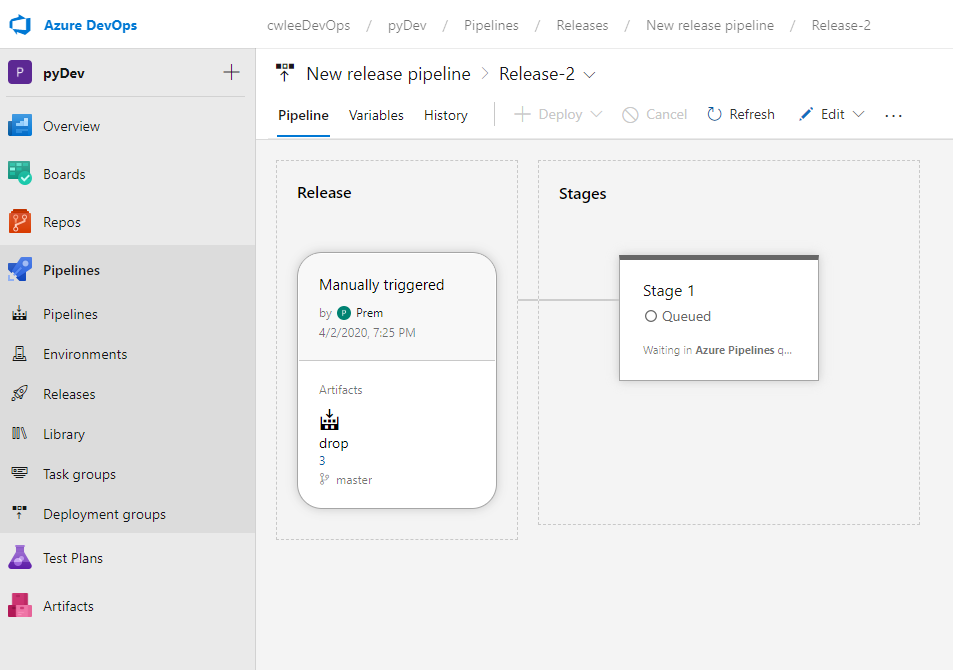 Azure DevOps
cwleeDevOps / pyDev / Pipelines / Releases / New release pipeline / Release-2
P pyDev
Overview
Boards
Repos
Pipelines
Pipelines
Environments
Releases
Library
Task groups
Deployment groups
Test Plans
Artifacts
New release pipeline > Release-2
Pipeline Variables History
Deploy Cancel Refresh Edit ...
Release
Manually triggered
by P Prem
4/2/2020, 7:25 PM
Artifacts
drop
3
master
Stages
Stage 1
Queued
Waiting in Azure Pipelines q...